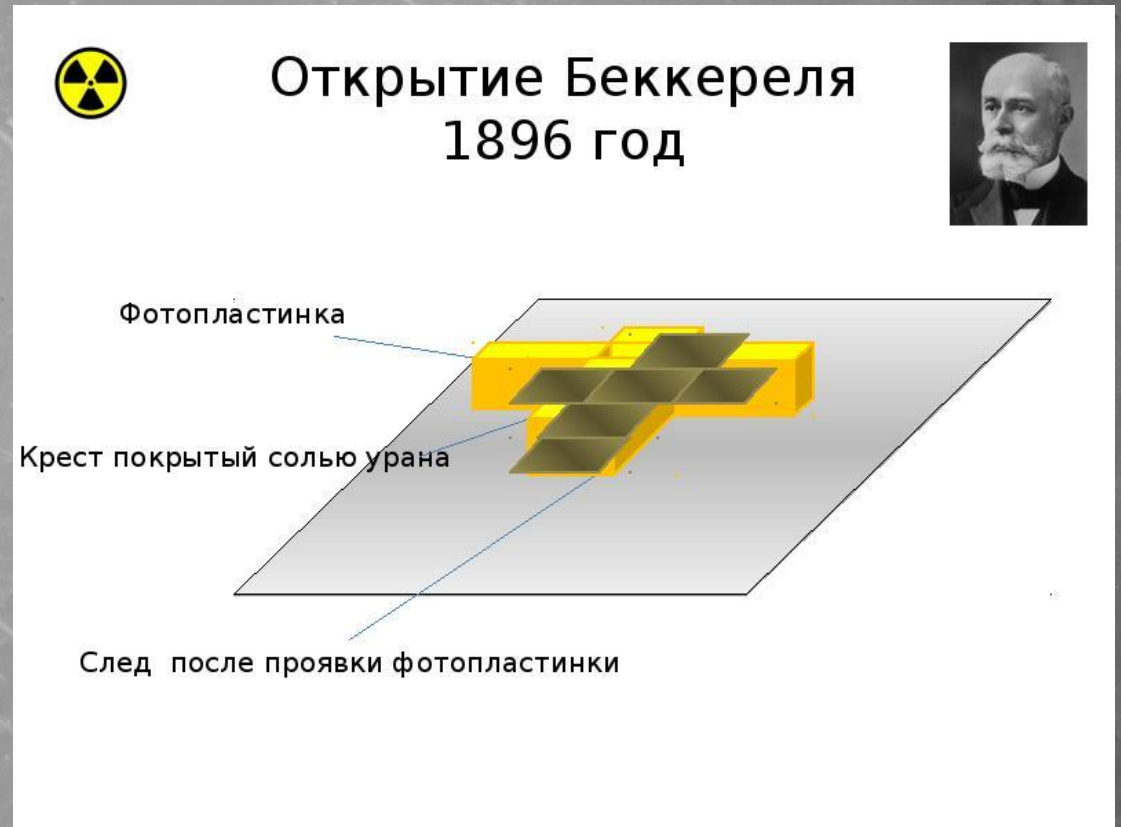 Открытие Беккереля
1896 год
Фотопластинка
Крест покрытый солью урана
След  после проявки фотопластинки